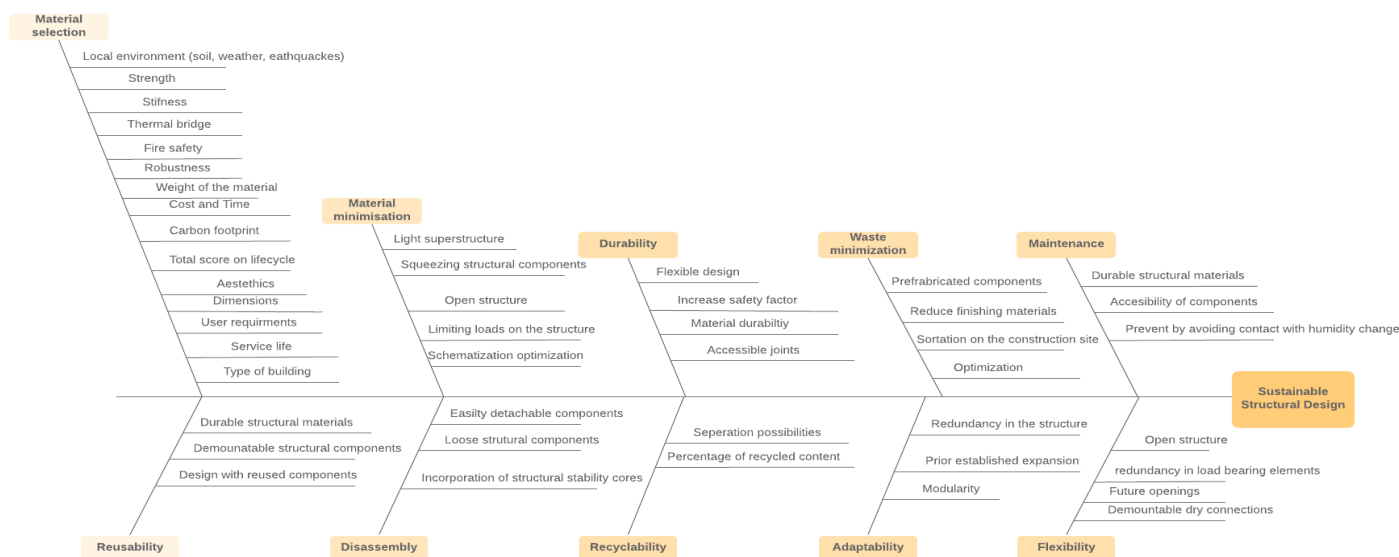 Material
selection
Local environment (soil, weather, eathquackes)
Strength
Stifness
Thermal bridge
Fire safety
Robustness
Weight of the material
Cost and Time
Carbon footprint
Total score on lifecycle
Aestethics
Dimensions
User requirments
Service life
Type of building
Material
minimisation
Light superstructure
Squeezing structural components
Open structure
Limiting loads on the structure
Schematization optimization
Durability
Flexible design
Increase safety factor
Material durabiltiy
Accessible joints
Waste
minimization
Prefrabricated components
Reduce finishing materials
Sortation on the construction site
Optimization
Maintenance
Durable structural materials
Accesibility of components
Prevent by avoiding contact with humidity change
Sustainable
Structural Design
Durable structural materials
Demounatable structural components
Design with reused components
Reusability
Easilty detachable components
Loose strutural components
Incorporation of structural stability cores
Disassembly
Seperation possibilities
Percentage of recycled content
Recyclability
Redundancy in the structure
Prior established expansion
Modularity
Adaptability
Open structure
redundancy in load bearing elements
Future openings
Demountable dry connections
Flexibility